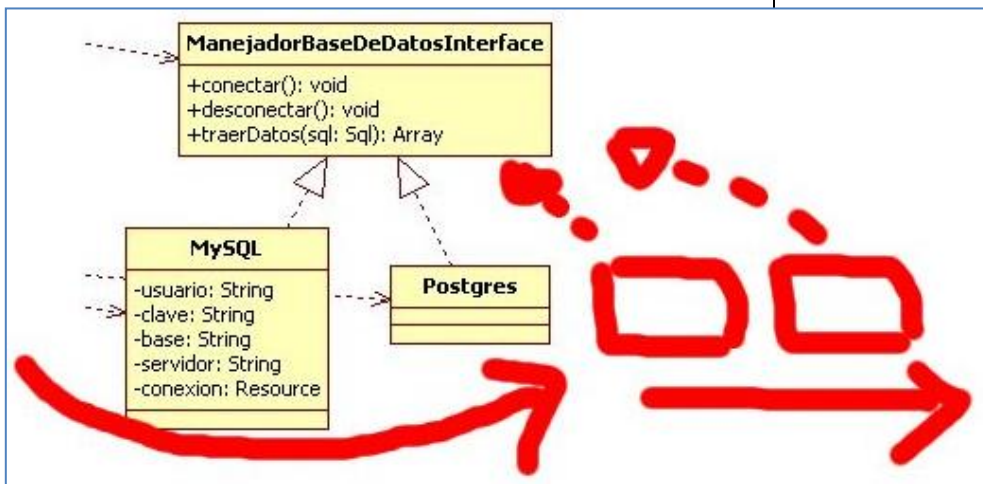 ManejadorBaseDeDatosInterface
+conectar(): void
+desconectar(): void
+traerDatos(sql: Sql): Array
MySQL
-usuario: String
-clave: String
-base: String
-servidor: String
-conexion: Resource
Postgres